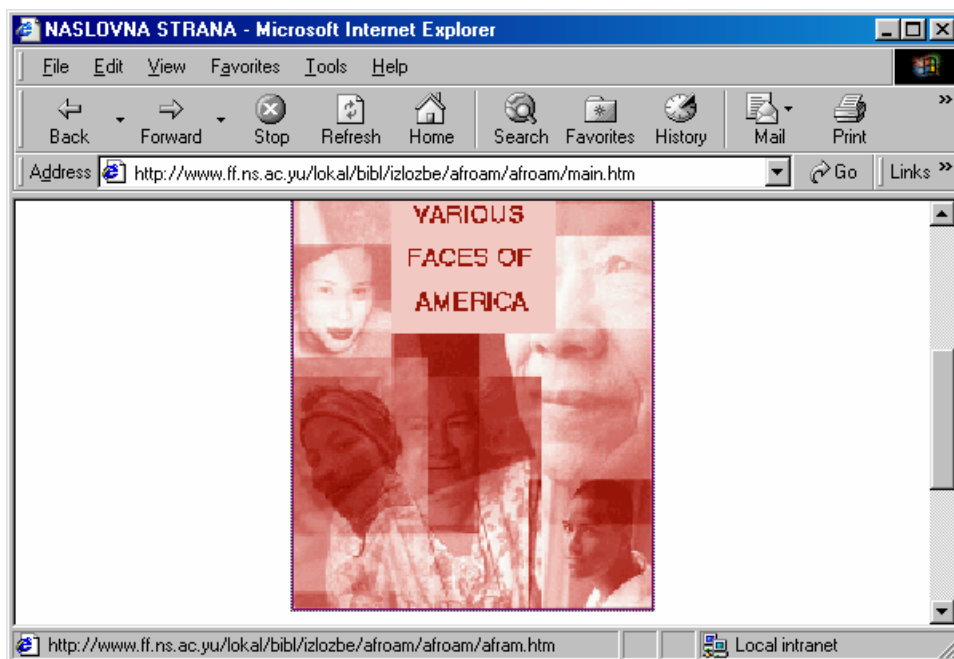 NASLOVNA STRANA - Microsoft Internet Explorer
File Edit View Favorites Tools Help
Back Forward Stop Refresh Home Search Favorites History Mail Print »
Address http://www.ff.ns.ac.yu/lokal/bibl/izlozbe/afroam/afroam/main.htm Go Links »
VARIOUS
FACES OF
AMERICA
http://www.ff.ns.ac.yu/lokal/bibl/izlozbe/afroam/afroam/afram.htm Local intranet